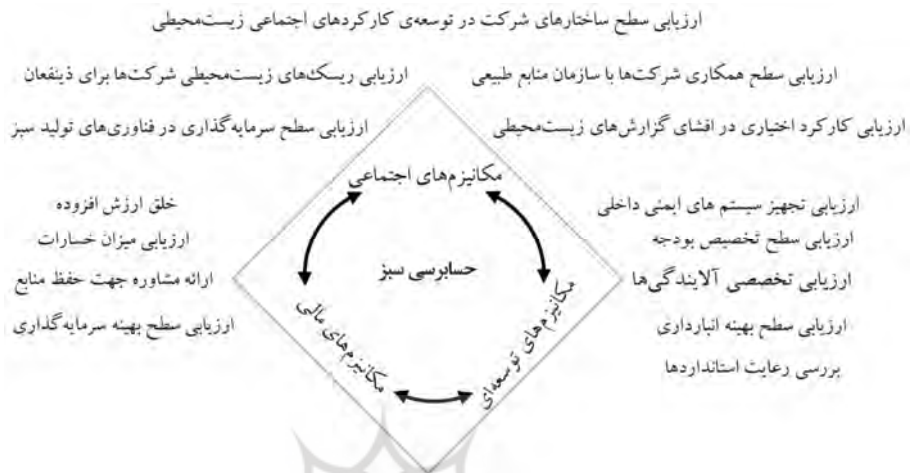 ارزیابی سطح ساختارهای شرکت در توسعه‌ی کارکردهای اجتماعی زیست‌محیطی
ارزیابی سطح همکاری شرکت‌ها با سازمان منابع طبیعی
ارزیابی ریسک‌های زیست‌محیطی شرکت‌ها برای ذینفعان
ارزیابی کارکرد اختیاری در افشای گزارش‌های زیست‌محیطی
ارزیابی سطح سرمایه‌گذاری در فناوری‌های تولید سبز
مکانیزم‌های اجتماعی
ارزیابی تجهیز سیستم های ایمنی داخلی
ارزیابی سطح تخصیص بودجه
ارزیابی تخصصی آلایندگی‌ها
ارزیابی سطح بهینه انبارداری
بررسی رعایت استانداردها
حسابرسی سبز
مکانیزم‌های توسعه‌ای
مکانیزم‌های مالی
خلق ارزش افزوده
ارزیابی میزان خسارات
ارائه مشاوره جهت حفظ منابع
ارزیابی سطح بهینه سرمایه‌گذاری